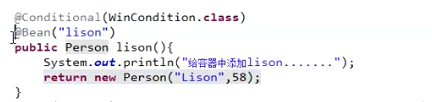 @Conditional(WinCondition.class)
@Bean("lison")
public Person lison(){
System.out.println("给容器中添加lison.......");
return new Person("Lison",58);
}